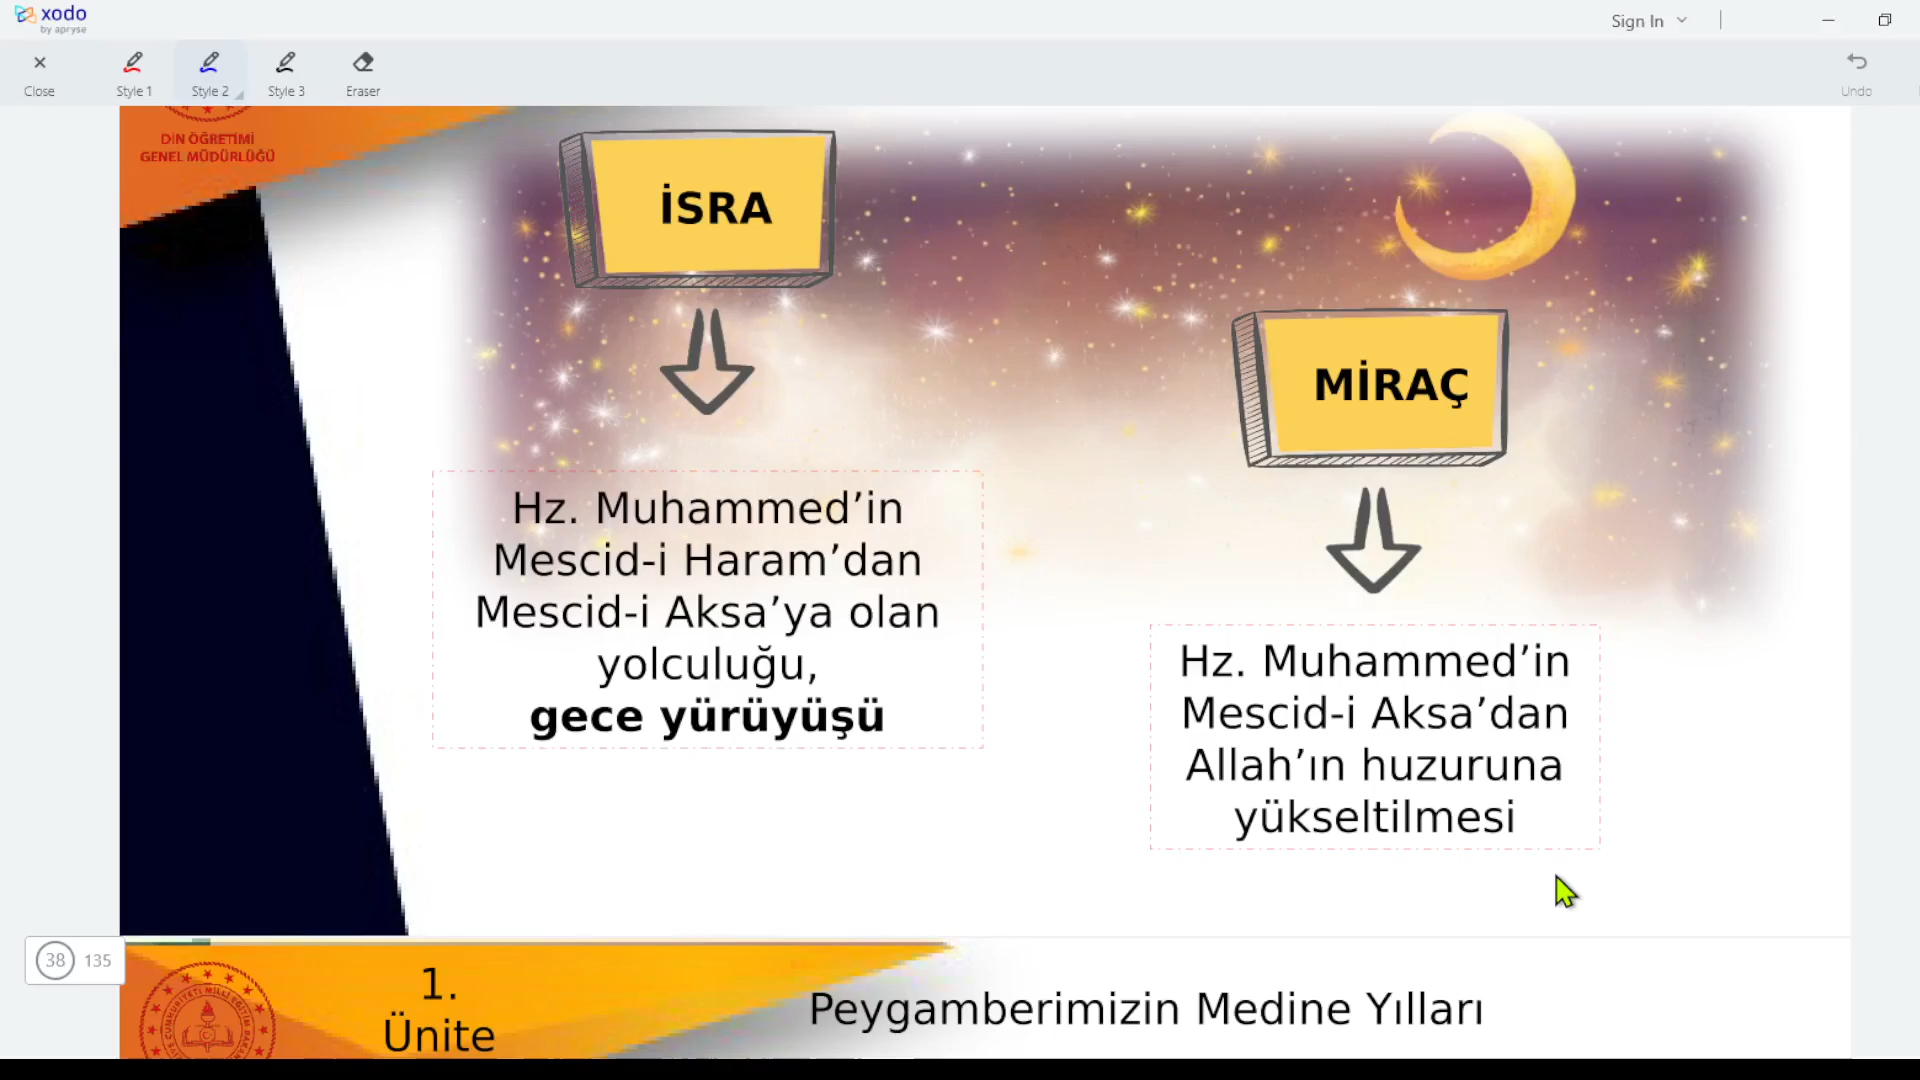 xodo
by apryse
Sign In
Close
Style 1
Style 2
Style 3
Eraser
Undo
DİN ÖĞRETİMİ
GENEL MÜDÜRLÜĞÜ
İSRA
MİRAÇ
Hz. Muhammed’in
Mescid-i Haram’dan
Mescid-i Aksa’ya olan
yolculuğu,
gece yürüyüşü
Hz. Muhammed’in
Mescid-i Aksa’dan
Allah’ın huzuruna
yükseltilmesi
38 135
1.
Ünite
Peygamberimizin Medine Yılları